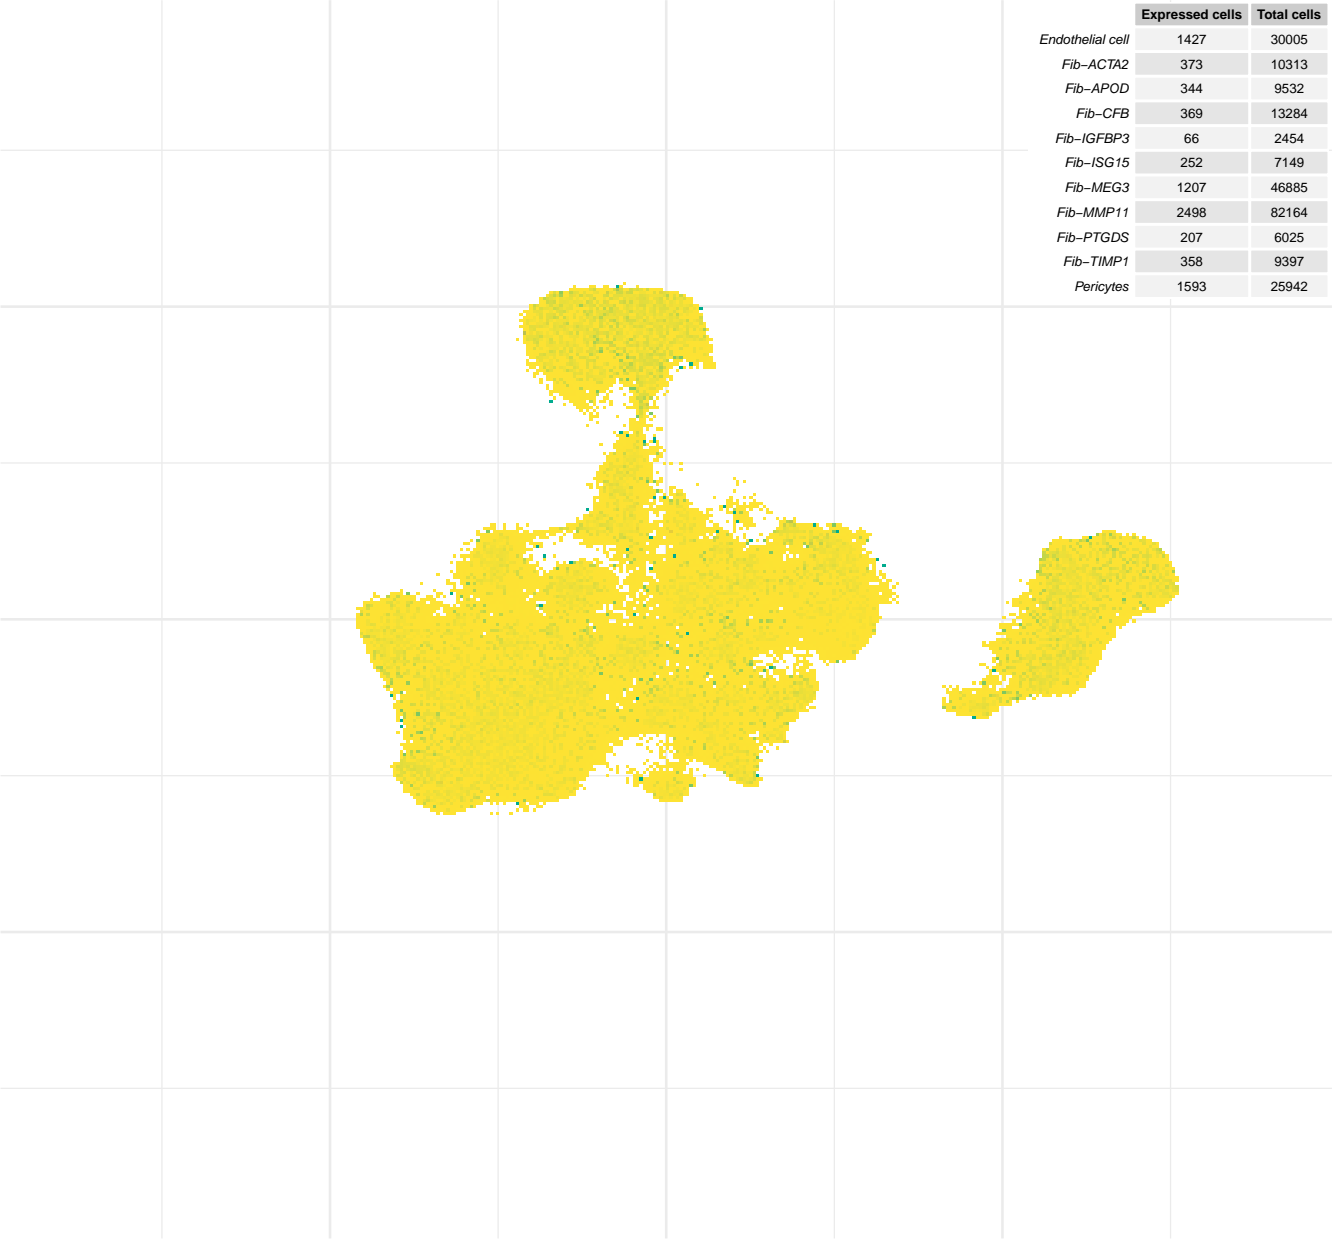 Expressed cells Total cells
Endothelial cell 1427 30005
Fib−ACTA2 373 10313
Fib−APOD 344 9532
Fib−CFB 369 13284
Fib−IGFBP3 66 2454
Fib−ISG15 252 7149
Fib−MEG3 1207 46885
Fib−MMP11 2498 82164
Fib−PTGDS 207 6025
Fib−TIMP1 358 9397
Pericytes 1593 25942